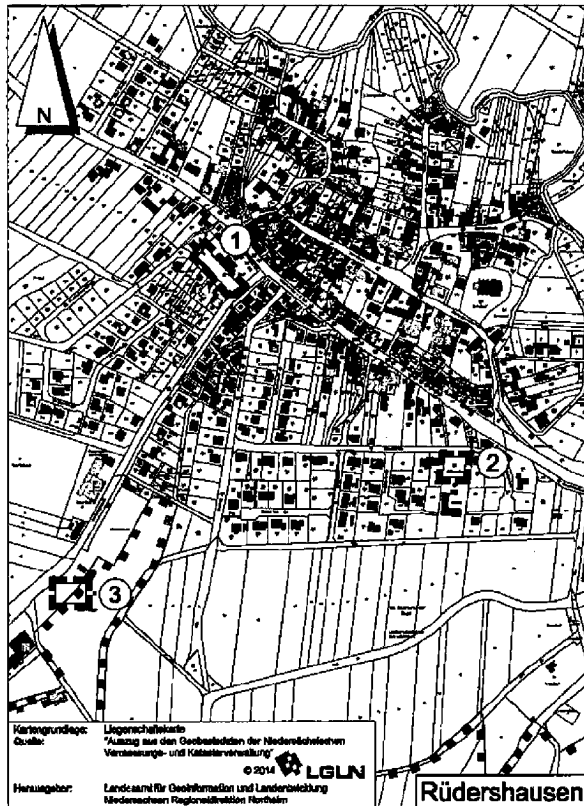 N
1
2
3
Kartengrundlage: Liegenschaftskarte
Quelle: "Auszug aus den Geobasisdaten der Niedersächsischen
Vermessungs- und Katasterverwaltung"
© 2014 LGLN
Herausgeber: Landesamt für Geoinformation und Landentwicklung
Niedersachsen Regionaldirektion Northeim
Rüdershausen